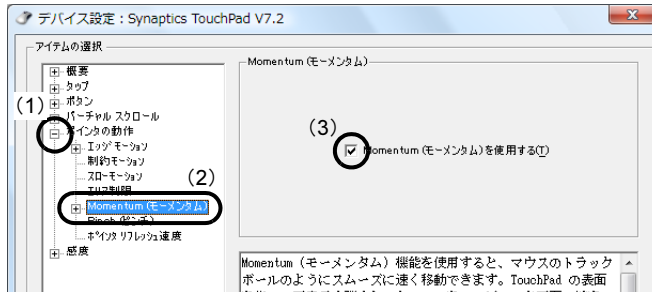 デバイス設定：Synaptics TouchPad V7.2
アイテムの選択
概要
タップ
ボタン
(1)
バーチャル スクロール
ポインタの動作
エッジ モーション
制約モーション
スローモーション
(2)
エリア制限
Momentum (モーメンタム)
Pinch (ピンチ)
ポインタ リフレッシュ速度
感度
Momentum (モーメンタム)
(3)
Momentum (モーメンタム)を使用する(T)
Momentum (モーメンタム) 機能を使用すると、マウスのトラック
ボールのようにスムーズに速く移動できます。TouchPad の表面